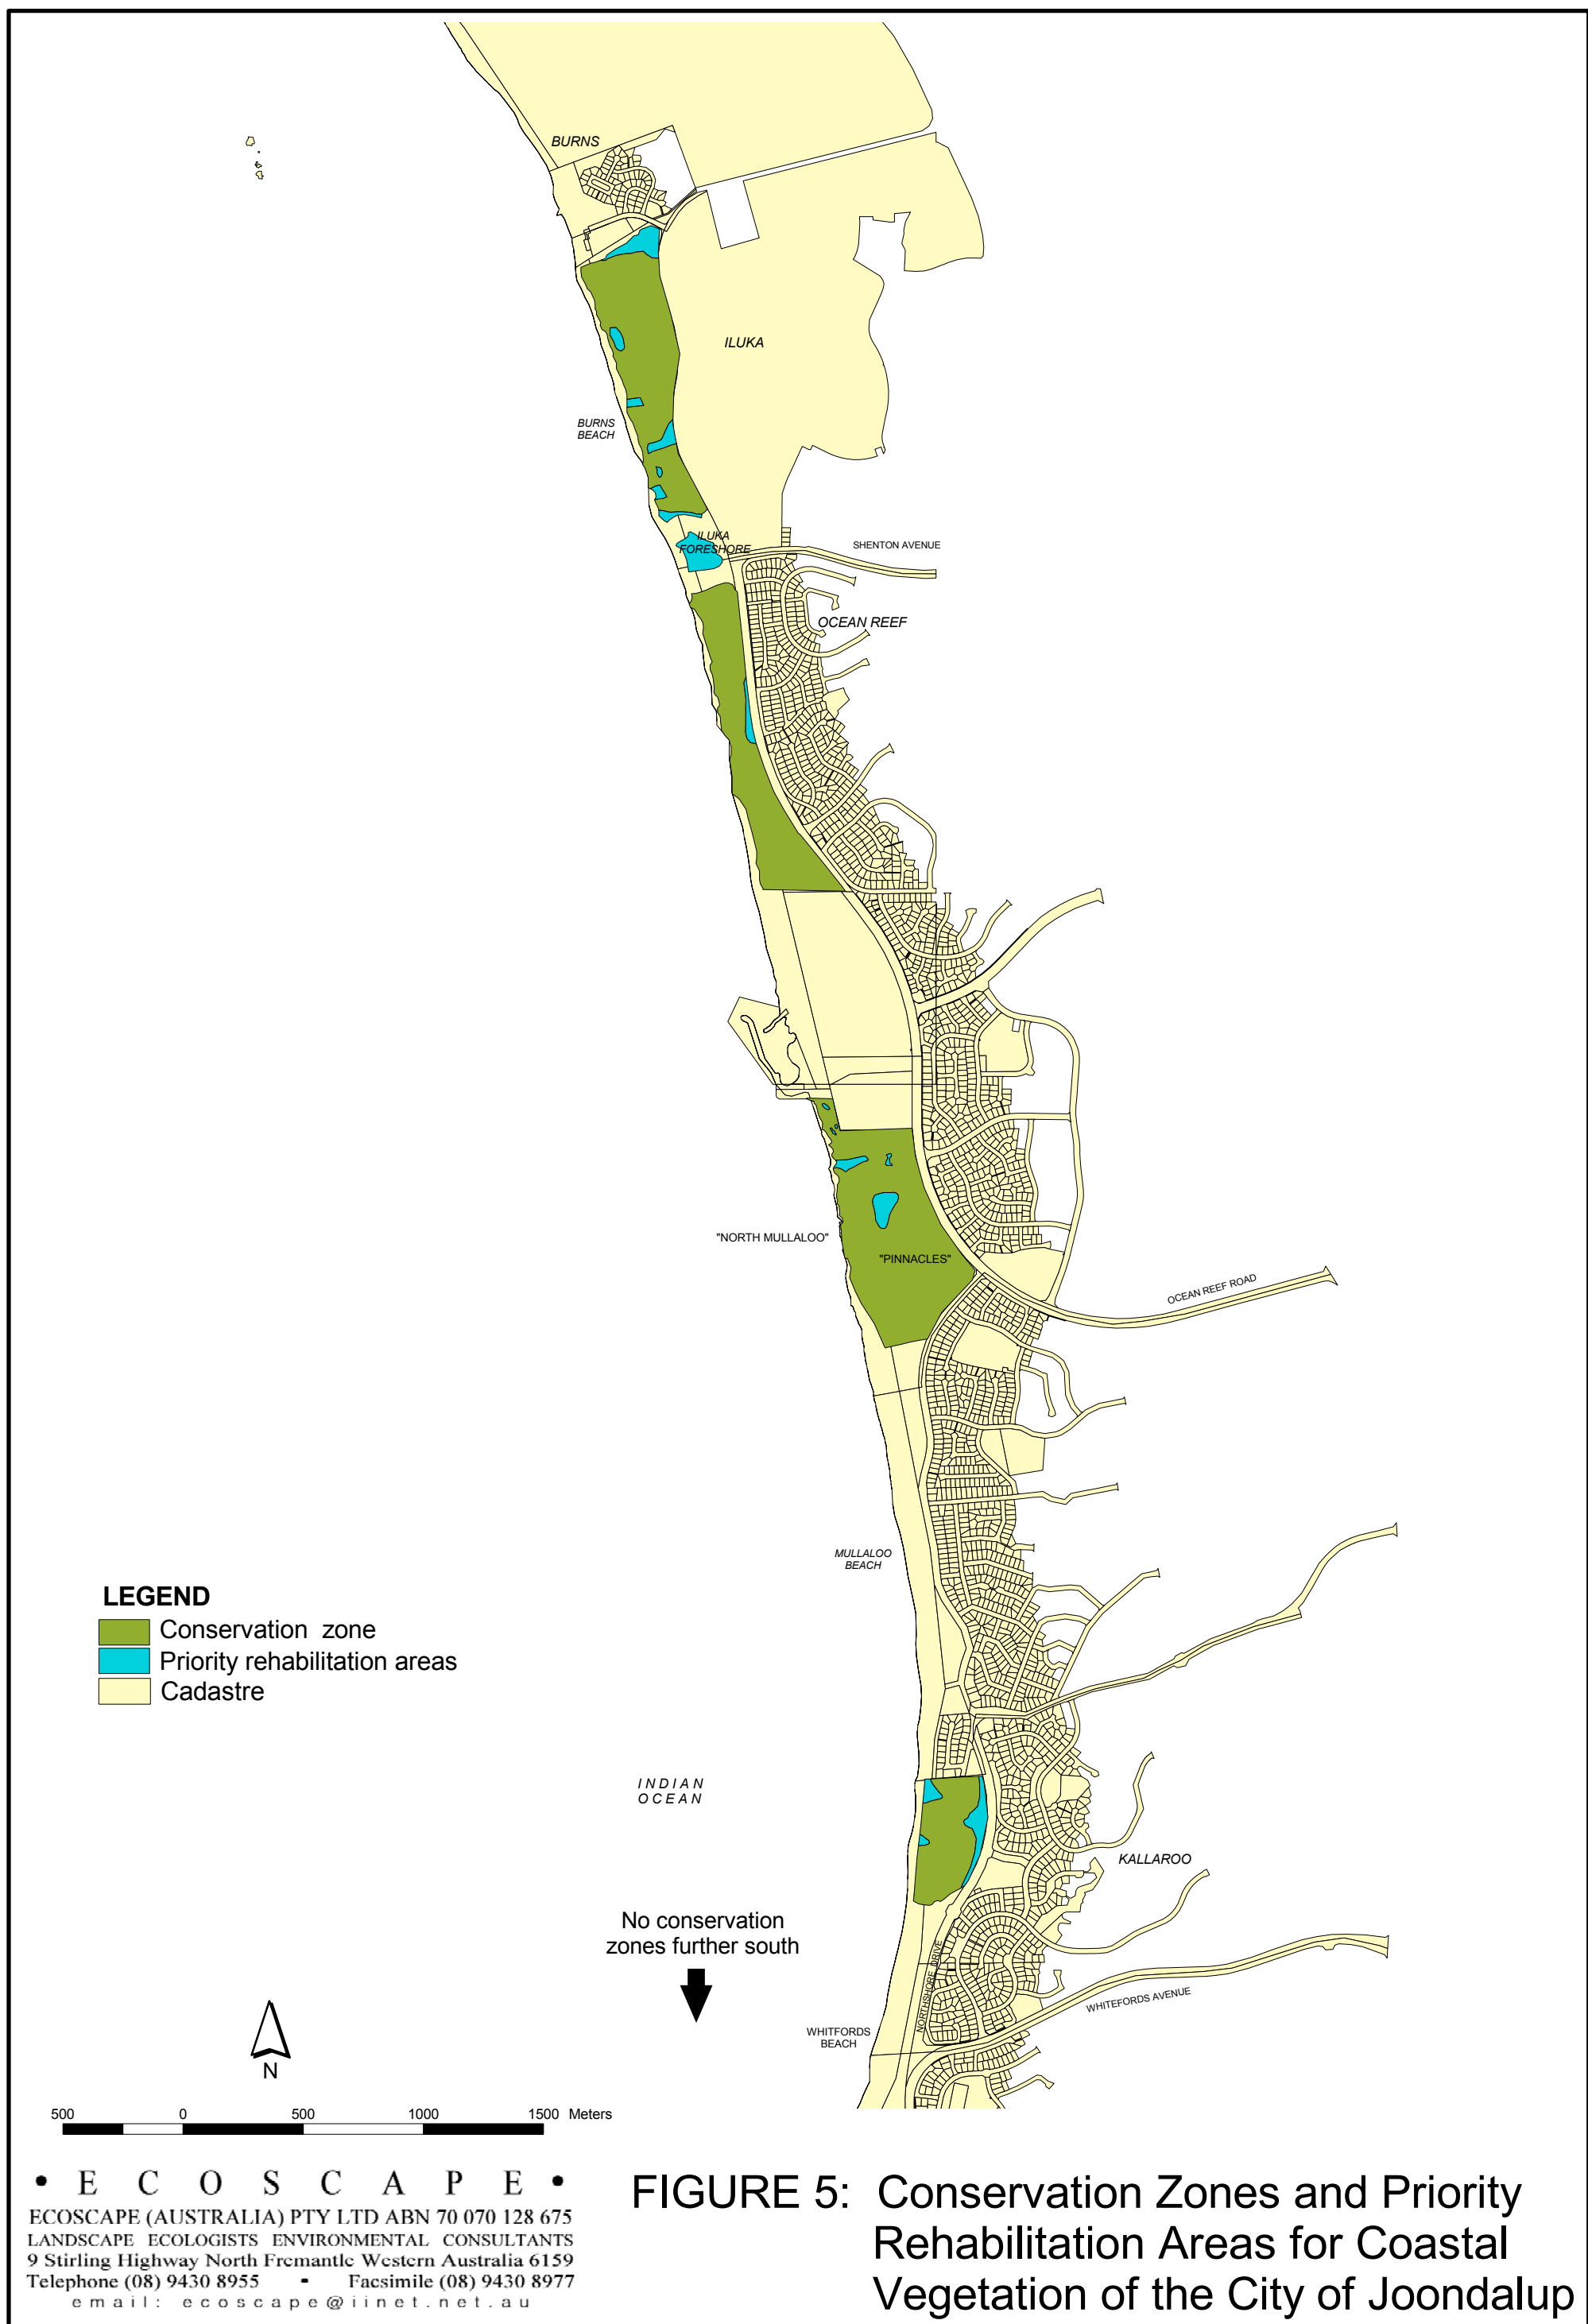 BURNS
ILUKA
BURNS
BEACH
ILUKA
FORESHORE
SHENTON AVENUE
OCEAN REEF
"NORTH MULLALOO"
"PINNACLES"
OCEAN REEF ROAD
MULLALOO
BEACH
LEGEND
Conservation zone
Priority rehabilitation areas
Cadastre
INDIAN
OCEAN
KALLAROO
No conservation
zones further south
NORTHSHORE DRIVE
WHITEFORDS AVENUE
WHITFORDS
BEACH
N
500 0 500 1000 1500 Meters
• E C O S C A P E •
ECOSCAPE (AUSTRALIA) PTY LTD ABN 70 070 128 675
LANDSCAPE ECOLOGISTS ENVIRONMENTAL CONSULTANTS
9 Stirling Highway North Fremantle Western Australia 6159
Telephone (08) 9430 8955 • Facsimile (08) 9430 8977
email: ecoscape@iinet.net.au
FIGURE 5: Conservation Zones and Priority
Rehabilitation Areas for Coastal
Vegetation of the City of Joondalup